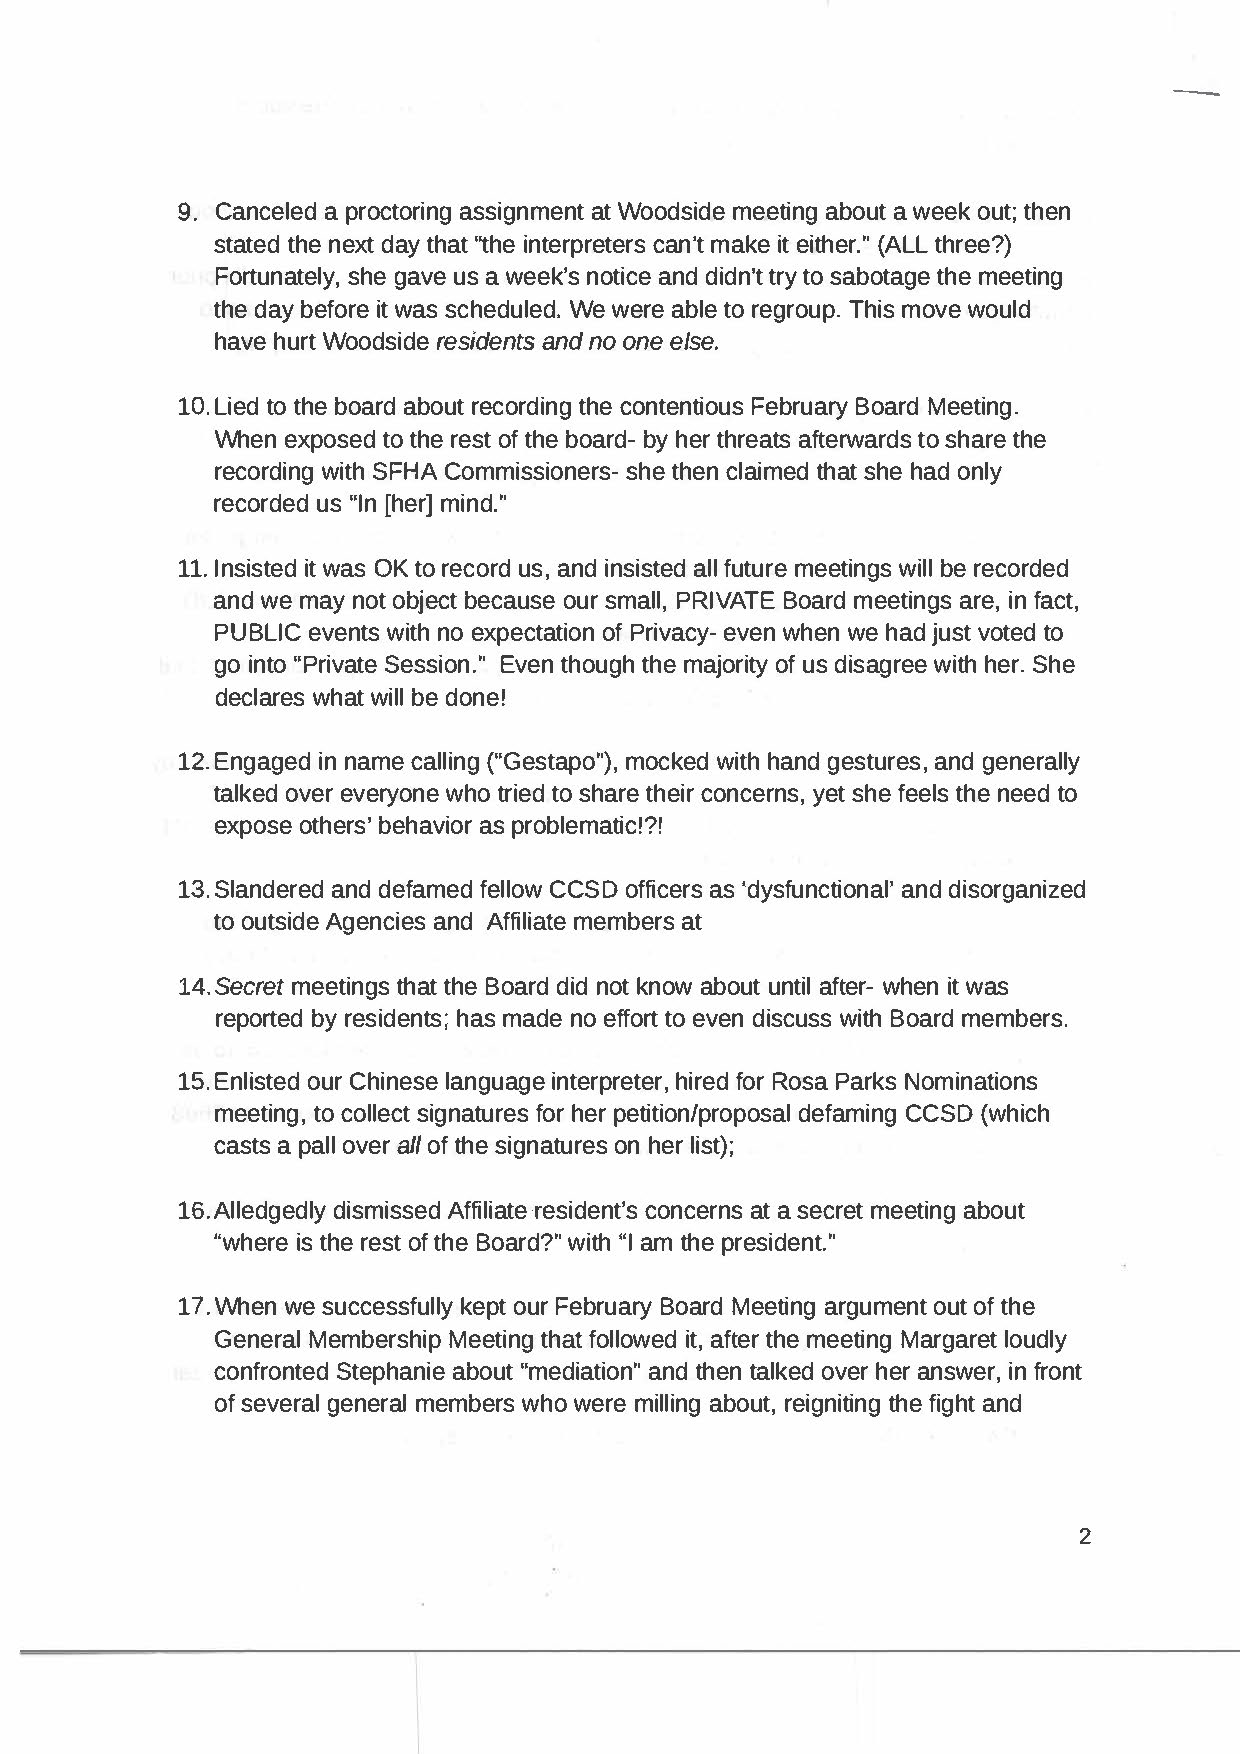 9. Canceled a proctoring assignment at Woodside meeting about a week out; then
stated the next day that "the interpreters can't make it either." (ALL three?)
Fortunately, she gave us a week's notice and didn't try to sabotage the meeting
the day before it was scheduled. We were able to regroup. This move would
have hurt Woodside residents and no one else.
10. Lied to the board about recording the contentious February Board Meeting.
When exposed to the rest of the board- by her threats afterwards to share the
recording with SFHA Commissioners- she then claimed that she had only
recorded us "In [her] mind."
11. Insisted it was OK to record us, and insisted all future meetings will be recorded
and we may not object because our small, PRIVATE Board meetings are, in fact,
PUBLIC events with no expectation of Privacy- even when we had just voted to
go into "Private Session." Even though the majority of us disagree with her. She
declares what will be done!
12. Engaged in name calling ("Gestapo"), mocked with hand gestures, and generally
talked over everyone who tried to share their concerns, yet she feels the need to
expose others' behavior as problematic!?!
13. Slandered and defamed fellow CCSD officers as 'dysfunctional' and disorganized
to outside Agencies and Affiliate members at
14. Secret meetings that the Board did not know about until after- when it was
reported by residents; has made no effort to even discuss with Board members.
15. Enlisted our Chinese language interpreter, hired for Rosa Parks Nominations
meeting, to collect signatures for her petition/proposal defaming CCSD (which
casts a pall over all of the signatures on her list);
16. Alledgedly dismissed Affiliate resident's concerns at a secret meeting about
"where is the rest of the Board?" with "I am the president."
17. When we successfully kept our February Board Meeting argument out of the
General Membership Meeting that followed it, after the meeting Margaret loudly
confronted Stephanie about "mediation" and then talked over her answer, in front
of several general members who were milling about, reigniting the fight and
2